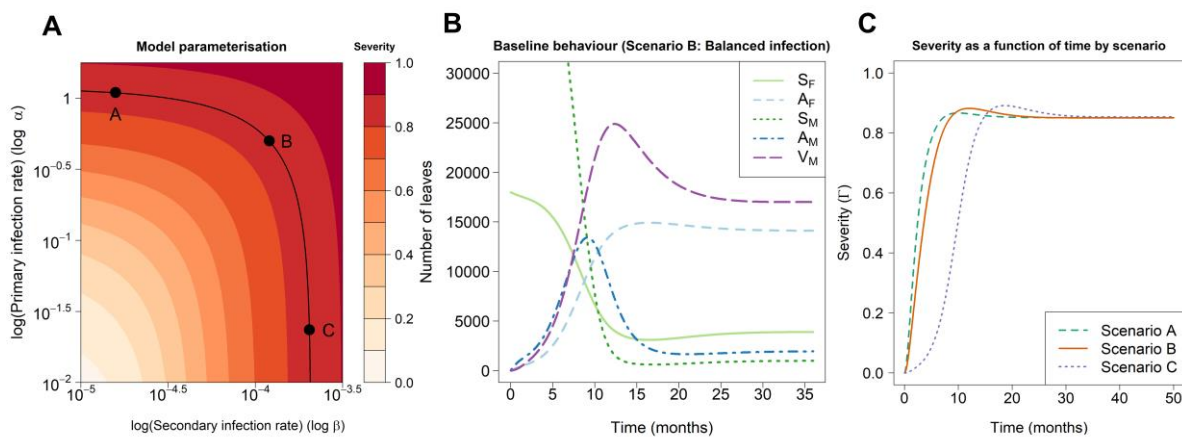 A
Model parameterisation
Severity
log(Primary infection rate) (log α)
1
10^-0.5
10^-1
10^-1.5
10^-2
10^-5
10^-4.5
10^-4
10^-3.5
log(Secondary infection rate) (log β)
A
B
C
1.0
0.8
0.6
0.4
0.2
0.0
B
Baseline behaviour (Scenario B: Balanced infection)
Number of leaves
30000
25000
20000
15000
10000
5000
0
0 5 10 15 20 25 30 35
Time (months)
S_F
A_F
S_M
A_M
V_M
C
Severity as a function of time by scenario
Severity (Γ)
1.0
0.8
0.6
0.4
0.2
0.0
0 10 20 30 40 50
Time (months)
Scenario A
Scenario B
Scenario C